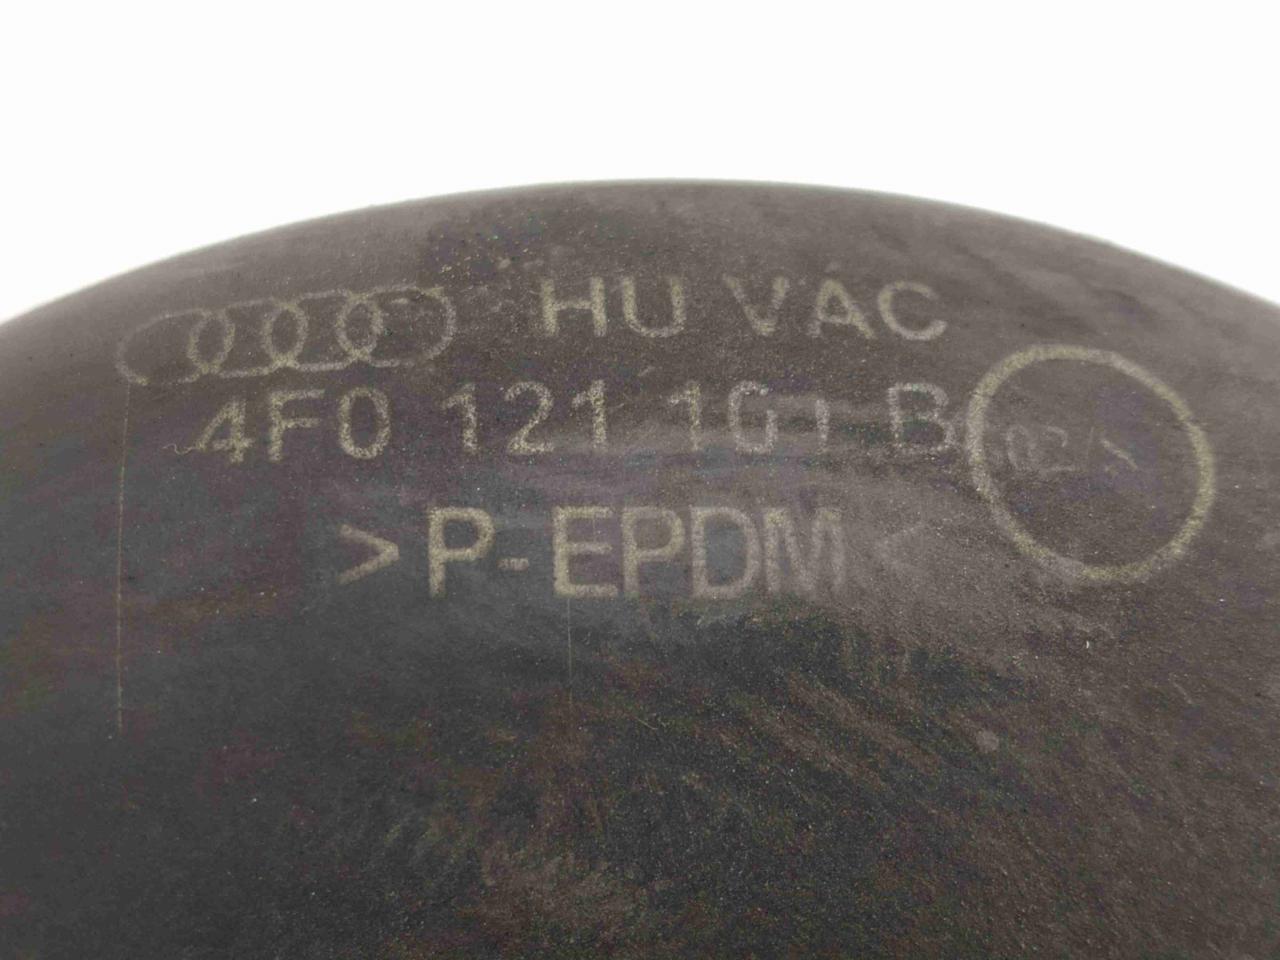 HU VAC
4F0 121 101 B
>P-EPDM<